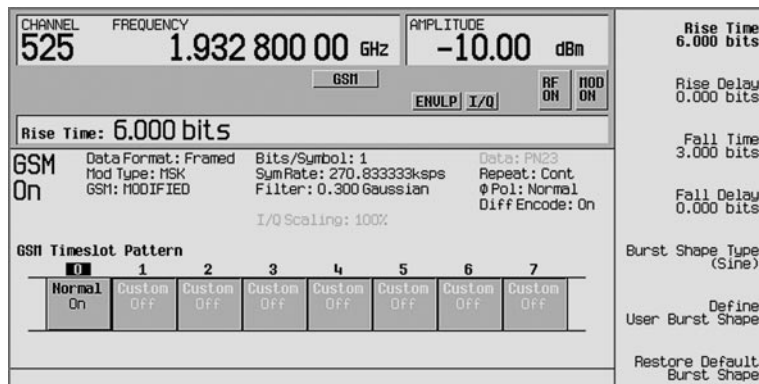 CHANNEL FREQUENCY AMPLITUDE
525 1.932 800 00 GHz -10.00 dBm
GSM
ENVLP I/Q RF ON MOD ON
Rise Time: 6.000 bits
GSM On
Data Format: Framed Bits/Symbol: 1 Data: PN23
Mod Type: MSK Sym Rate: 270.833333ksps Repeat: Cont
GSM: MODIFIED Filter: 0.300 Gaussian Φ Pol: Normal
Diff Encode: On
I/Q Scaling: 100%
GSM Timeslot Pattern
0 1 2 3 4 5 6 7
Normal Custom Custom Custom Custom Custom Custom Custom
On Off Off Off Off Off Off Off
Rise Time
6.000 bits
Rise Delay
0.000 bits
Fall Time
3.000 bits
Fall Delay
0.000 bits
Burst Shape Type
(Sine)
Define
User Burst Shape
Restore Default
Burst Shape